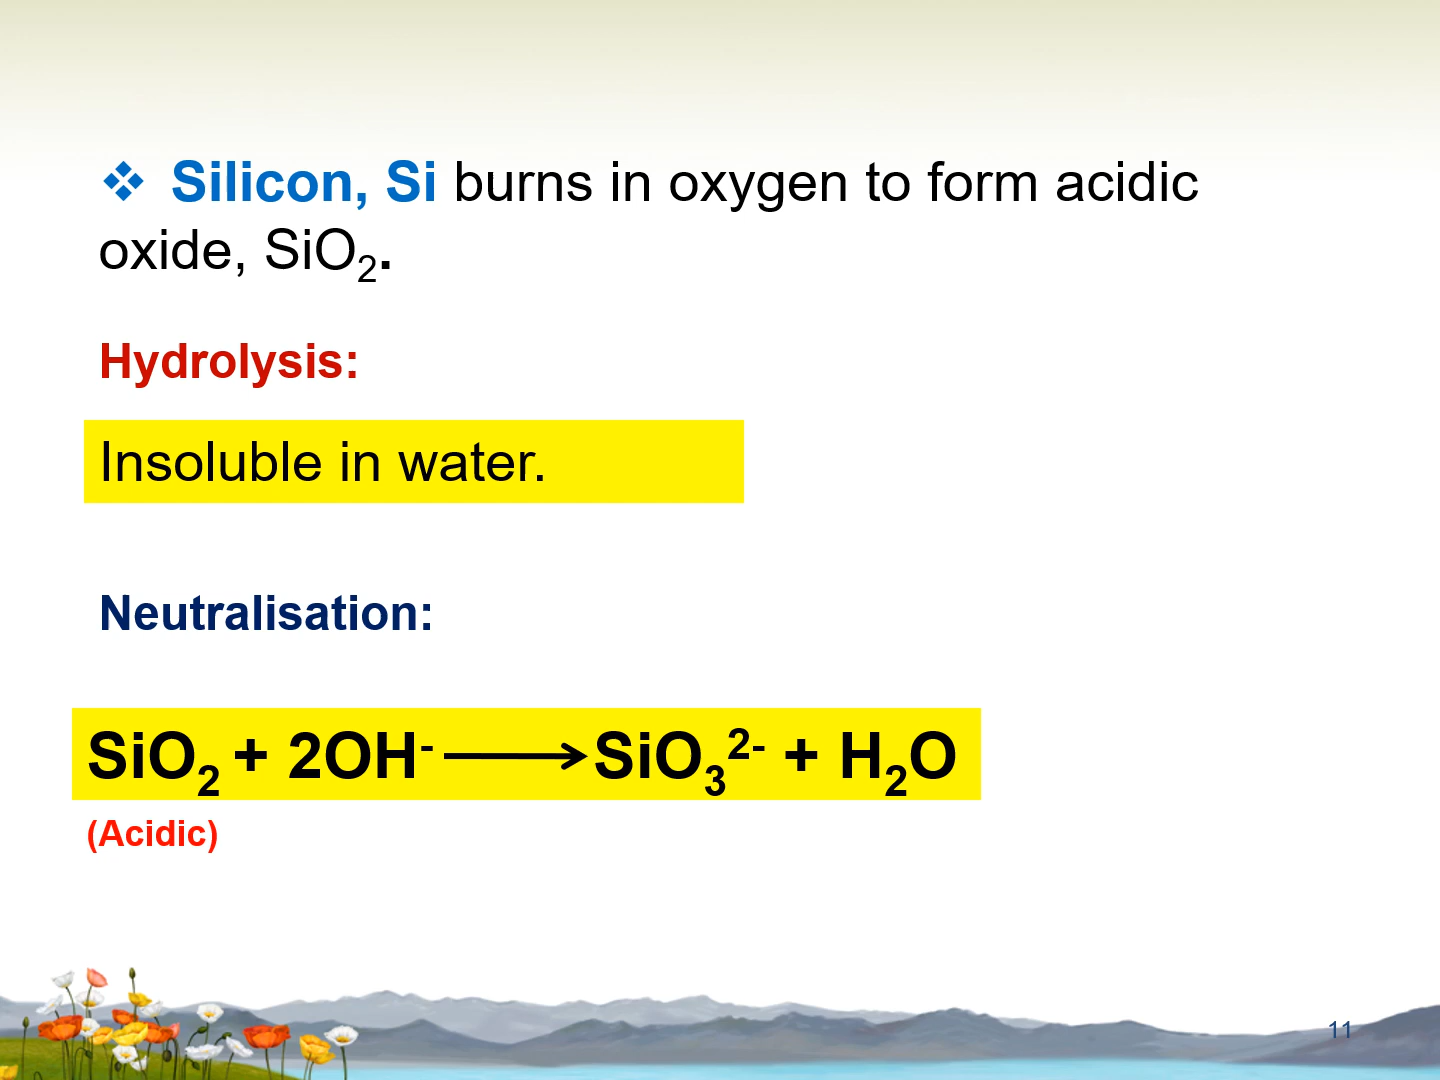 ❖ Silicon, Si burns in oxygen to form acidic
oxide, SiO₂.
Hydrolysis:
Insoluble in water.
Neutralisation:
SiO₂ + 2OH⁻ ⟶ SiO₃²⁻ + H₂O
(Acidic)
11